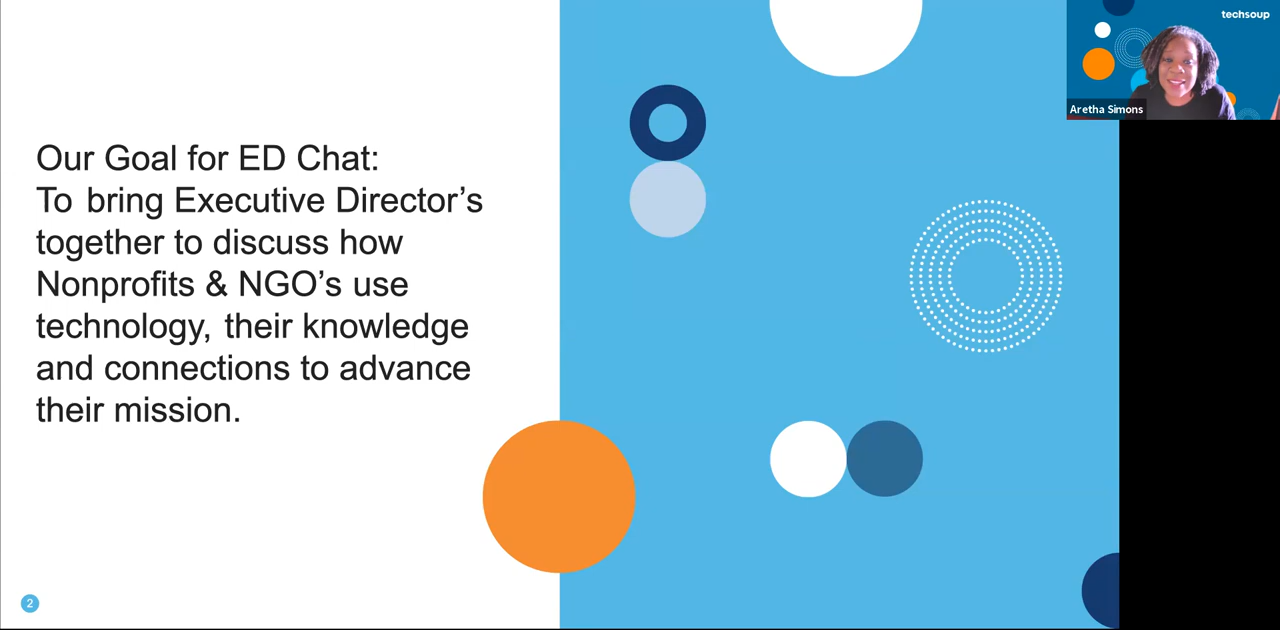 Our Goal for ED Chat:
To bring Executive Director’s
together to discuss how
Nonprofits & NGO’s use
technology, their knowledge
and connections to advance
their mission.
2
techsoup
Aretha Simons